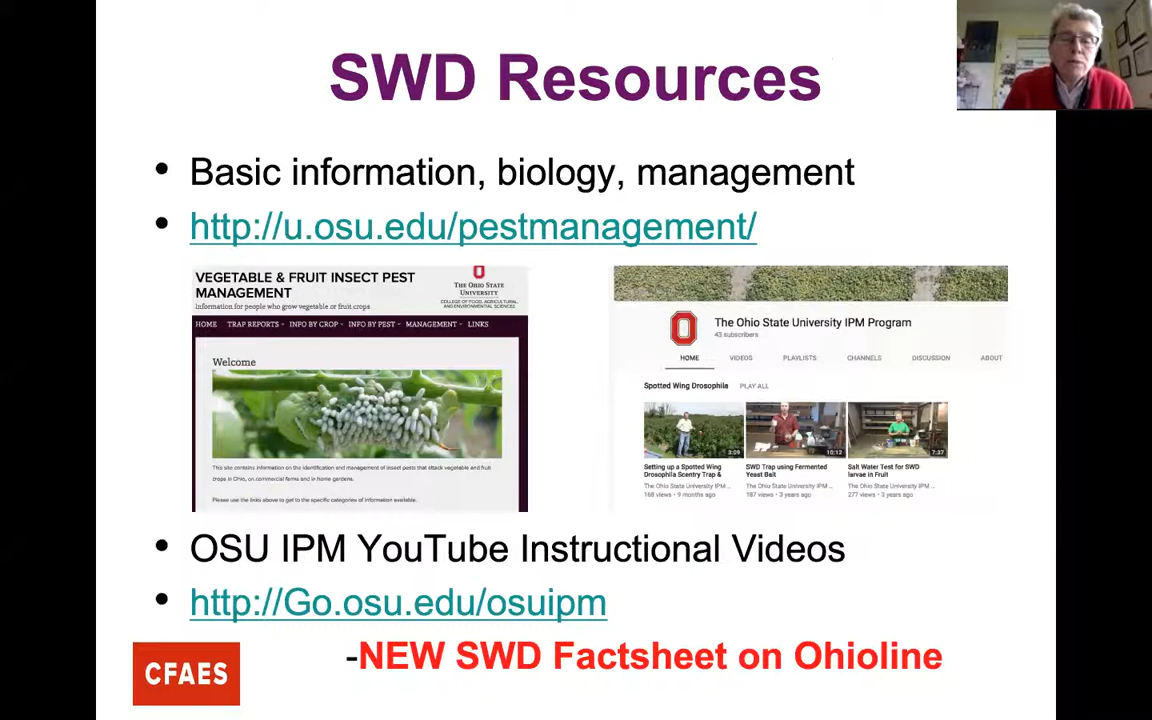 SWD Resources
• Basic information, biology, management
• http://u.osu.edu/pestmanagement/
VEGETABLE & FRUIT INSECT PEST
MANAGEMENT
Information for people who grow vegetable or fruit crops
THE OHIO STATE
UNIVERSITY
COLLEGE OF FOOD, AGRICULTURAL,
AND ENVIRONMENTAL SCIENCES
HOME TRAP REPORTS INFO BY CROP INFO BY PEST MANAGEMENT LINKS
Welcome
This site contains information on the identification and management of insect pests that attack vegetable and fruit
crops in Ohio, on commercial farms and in home gardens.
Please use the links above to get to the specific categories of information available.
The Ohio State University IPM Program
43 subscribers
HOME VIDEOS PLAYLISTS CHANNELS DISCUSSION ABOUT
Spotted Wing Drosophila PLAY ALL
3:09
10:12
7:37
Setting up a Spotted Wing
Drosophila Scentry Trap &
The Ohio State University IPM ...
168 views • 9 months ago
SWD Trap using Fermented
Yeast Bait
The Ohio State University IPM ...
187 views • 3 years ago
Salt Water Test for SWD
larvae in Fruit
The Ohio State University IPM ...
277 views • 3 years ago
• OSU IPM YouTube Instructional Videos
• http://Go.osu.edu/osuipm
-NEW SWD Factsheet on Ohioline
CFAES